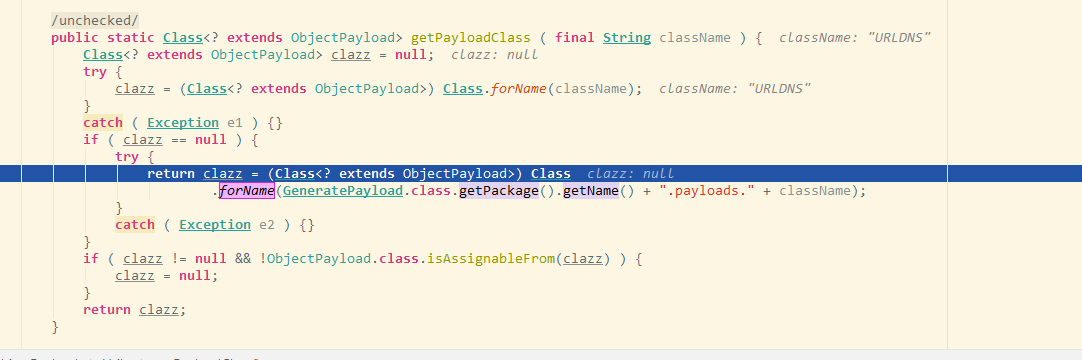 /unchecked/
public static Class<? extends ObjectPayload> getPayloadClass ( final String className ) {  className: "URLDNS"
Class<? extends ObjectPayload> clazz = null;  clazz: null
try {
clazz = (Class<? extends ObjectPayload>) Class.forName(className);  className: "URLDNS"
}
catch ( Exception e1 ) {}
if ( clazz == null ) {
try {
return clazz = (Class<? extends ObjectPayload>) Class  clazz: null
.forName(GeneratePayload.class.getPackage().getName() + ".payloads." + className);
}
catch ( Exception e2 ) {}
}
if ( clazz != null && !ObjectPayload.class.isAssignableFrom(clazz) ) {
clazz = null;
}
return clazz;
}